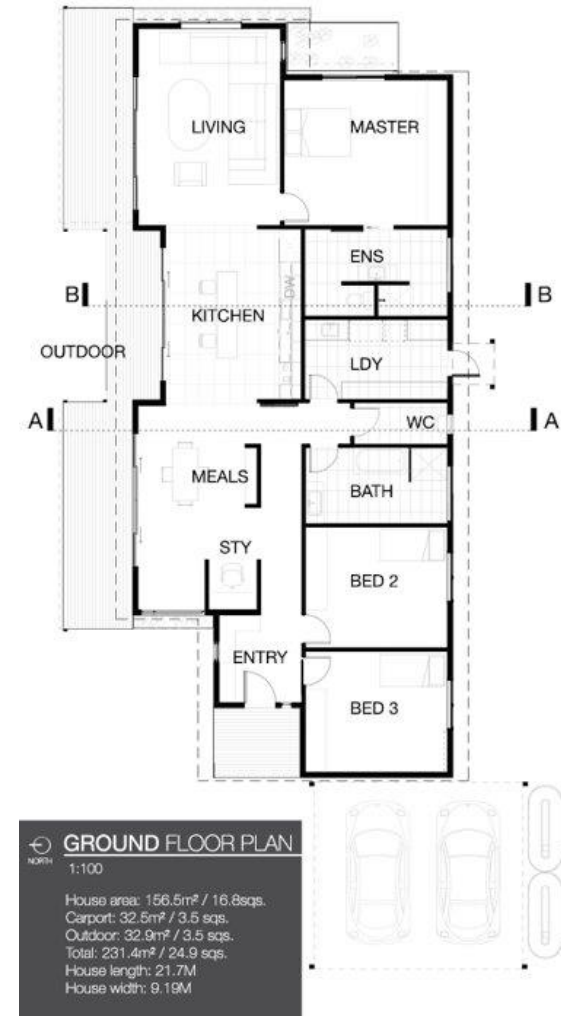 LIVING
MASTER
ENS
B
B
KITCHEN
DW
OUTDOOR
LDY
A
WC
A
MEALS
BATH
STY
BED 2
ENTRY
BED 3
GROUND FLOOR PLAN
NORTH
1:100
House area: 156.5m² / 16.8sqs.
Carport: 32.5m² / 3.5 sqs.
Outdoor: 32.9m² / 3.5 sqs.
Total: 231.4m² / 24.9 sqs.
House length: 21.7M
House width: 9.19M